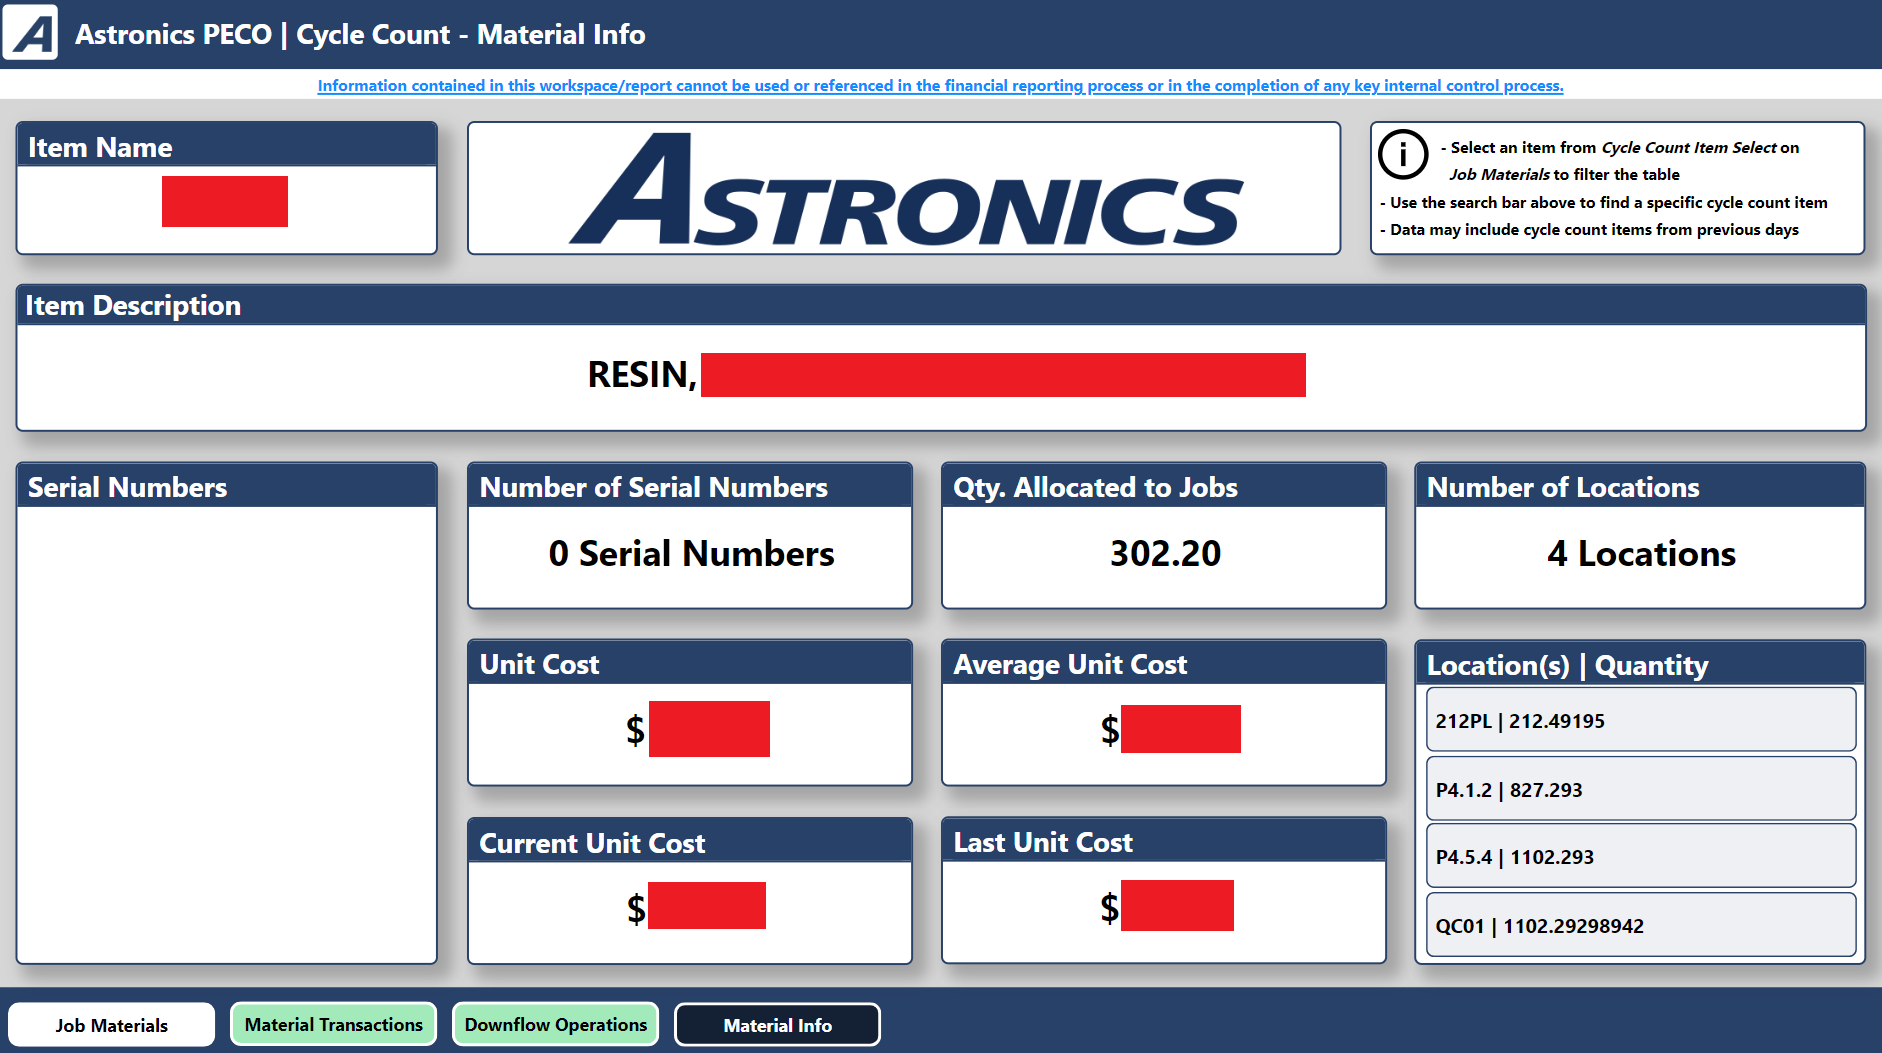 A
Astronics PECO | Cycle Count - Material Info
Information contained in this workspace/report cannot be used or referenced in the financial reporting process or in the completion of any key internal control process.
Item Name
ASTRONICS
i
- Select an item from Cycle Count Item Select on
Job Materials to filter the table
- Use the search bar above to find a specific cycle count item
- Data may include cycle count items from previous days
Item Description
RESIN,
Serial Numbers
Number of Serial Numbers
0 Serial Numbers
Qty. Allocated to Jobs
302.20
Number of Locations
4 Locations
Unit Cost
$
Average Unit Cost
$
Current Unit Cost
$
Last Unit Cost
$
Location(s) | Quantity
212PL | 212.49195
P4.1.2 | 827.293
P4.5.4 | 1102.293
QC01 | 1102.29298942
Job Materials
Material Transactions
Downflow Operations
Material Info